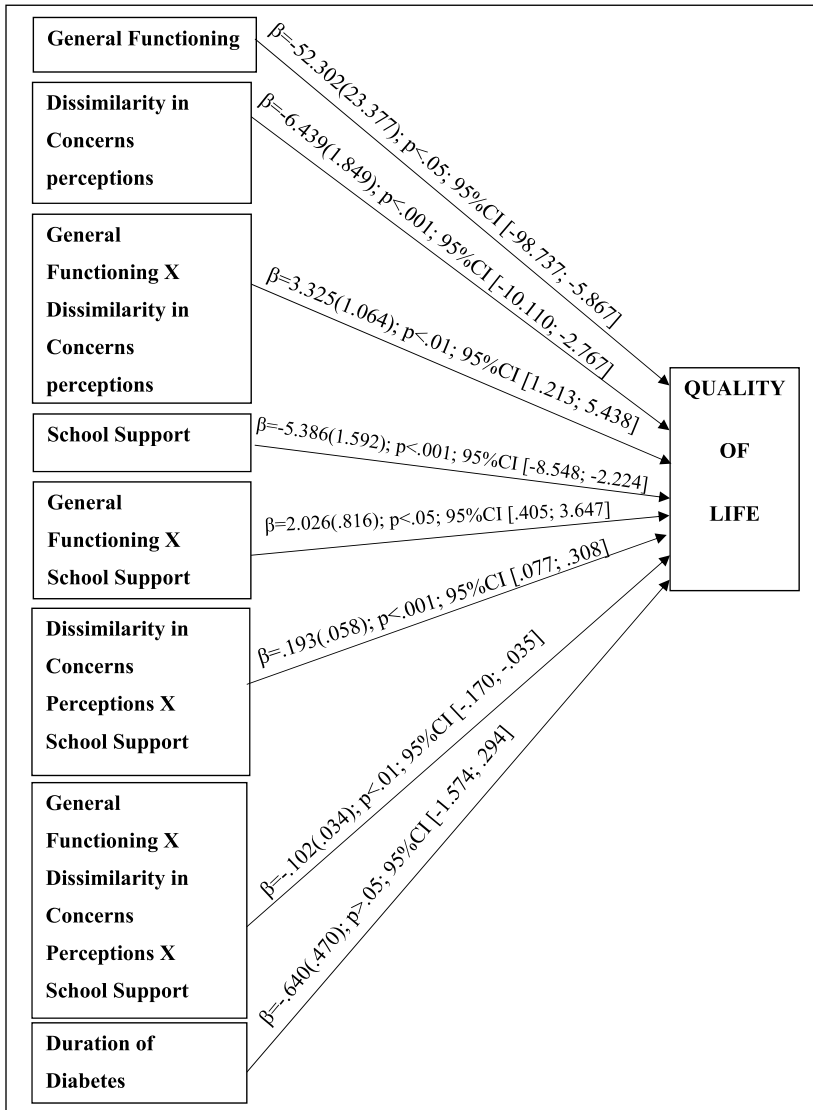 General Functioning
β=-52.302(23.377); p<.05; 95%CI [-98.737; -5.867]
Dissimilarity in
Concerns
perceptions
β=-6.439(1.849); p<.001; 95%CI [-10.110; -2.767]
General
Functioning X
Dissimilarity in
Concerns
perceptions
β=3.325(1.064); p<.01; 95%CI [1.213; 5.438]
School Support
β=-5.386(1.592); p<.001; 95%CI [-8.548; -2.224]
General
Functioning X
School Support
β=2.026(.816); p<.05; 95%CI [.405; 3.647]
Dissimilarity in
Concerns
Perceptions X
School Support
β=.193(.058); p<.001; 95%CI [.077; .308]
General
Functioning X
Dissimilarity in
Concerns
Perceptions X
School Support
β=-.102(.034); p<.01; 95%CI [-.170; -.035]
Duration of
Diabetes
β=-.640(.470); p>.05; 95%CI [-1.574; .294]
QUALITY
OF
LIFE